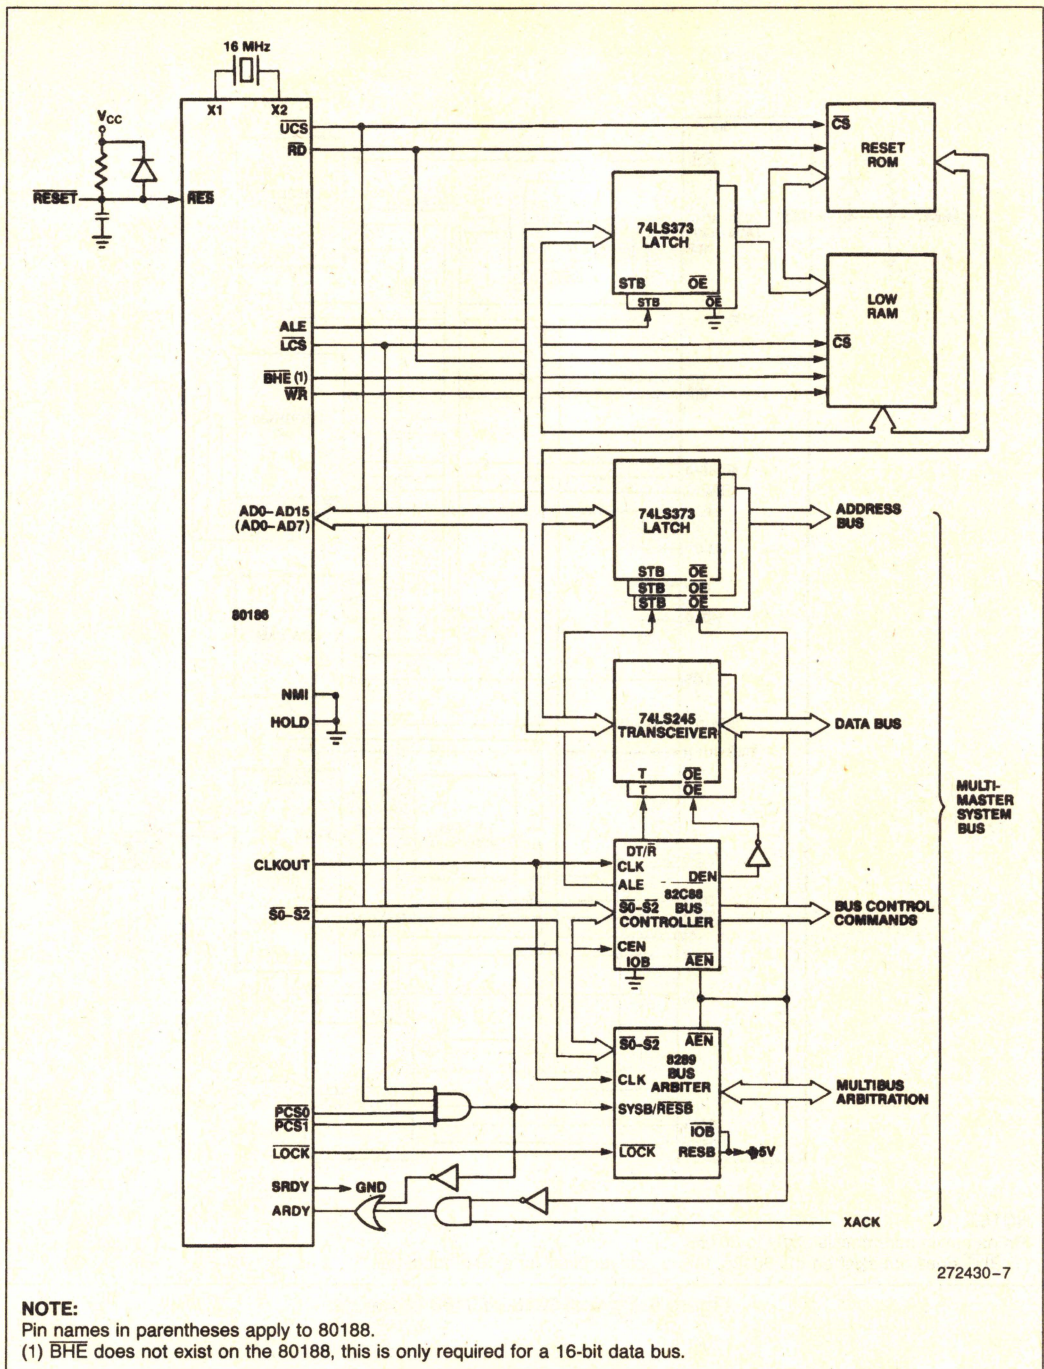 16 MHz
X1 X2
VCC
RESET
RES
UCS
RD
CS
RESET
ROM
74LS373
LATCH
STB OE
STB OE
LOW
RAM
CS
ALE
LCS
BHE (1)
WR
AD0–AD15
(AD0–AD7)
74LS373
LATCH
STB OE
STB OE
STB OE
ADDRESS
BUS
80186
NMI
HOLD
74LS245
TRANSCEIVER
T OE
T OE
DATA BUS
MULTI-
MASTER
SYSTEM
BUS
CLKOUT
S0–S2
DT/R
CLK
ALE
DEN
82C88
BUS
CONTROLLER
S0–S2
CEN
IOB
AEN
BUS CONTROL
COMMANDS
S0–S2
AEN
8289
BUS
ARBITER
CLK
SYSB/RESB
IOB
LOCK
RESB
5V
MULTIBUS
ARBITRATION
PCS0
PCS1
LOCK
SRDY
GND
ARDY
XACK
272430–7
NOTE:
Pin names in parentheses apply to 80188.
(1) BHE does not exist on the 80188, this is only required for a 16-bit data bus.